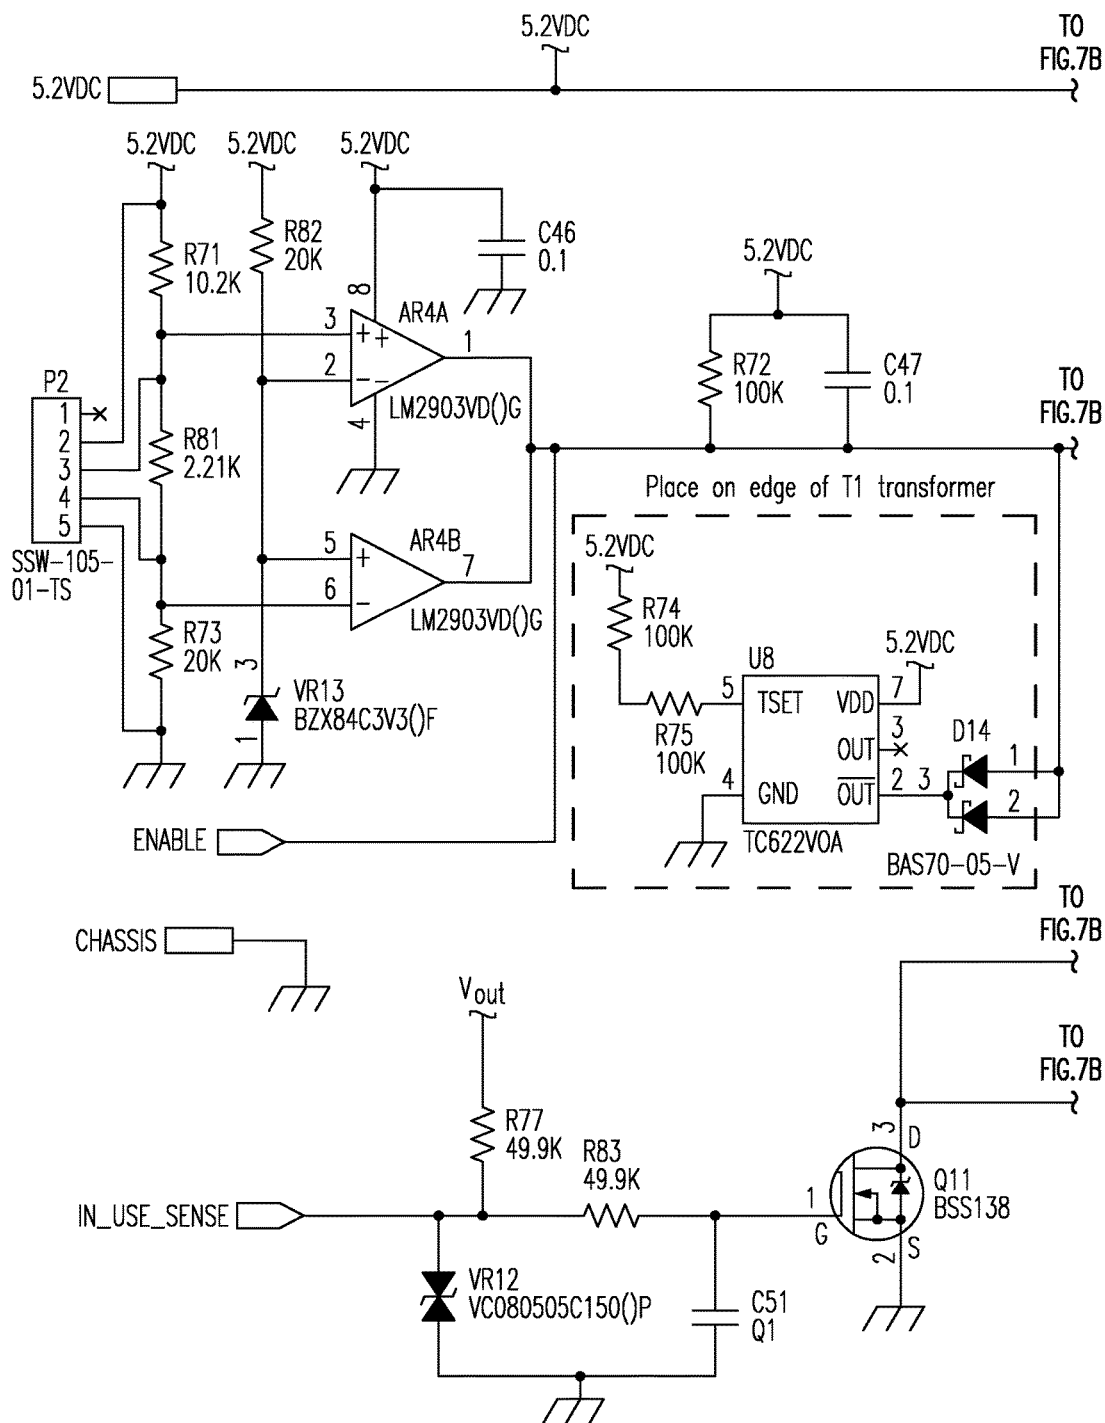 5.2VDC
TO
FIG.7B
5.2VDC
5.2VDC
5.2VDC
5.2VDC
R71
10.2K
R82
20K
C46
0.1
8
AR4A
3
+
+
1
2
−
−
LM2903VD()G
4
5.2VDC
R72
100K
C47
0.1
TO
FIG.7B
P2
1
2
3
4
5
SSW-105-
01-TS
R81
2.21K
Place on edge of T1 transformer
AR4B
5
+
7
6
−
LM2903VD()G
R73
20K
3
VR13
BZX84C3V3()F
1
5.2VDC
R74
100K
R75
100K
U8
5.2VDC
5
TSET
VDD
7
3
OUT
4
GND
OUT
2
3
TC622VOA
D14
1
2
BAS70-05-V
ENABLE
TO
FIG.7B
CHASSIS
Vout
TO
FIG.7B
R77
49.9K
R83
49.9K
3
D
Q11
BSS138
IN_USE_SENSE
1
G
2
S
VR12
VC080505C150()P
C51
Q1